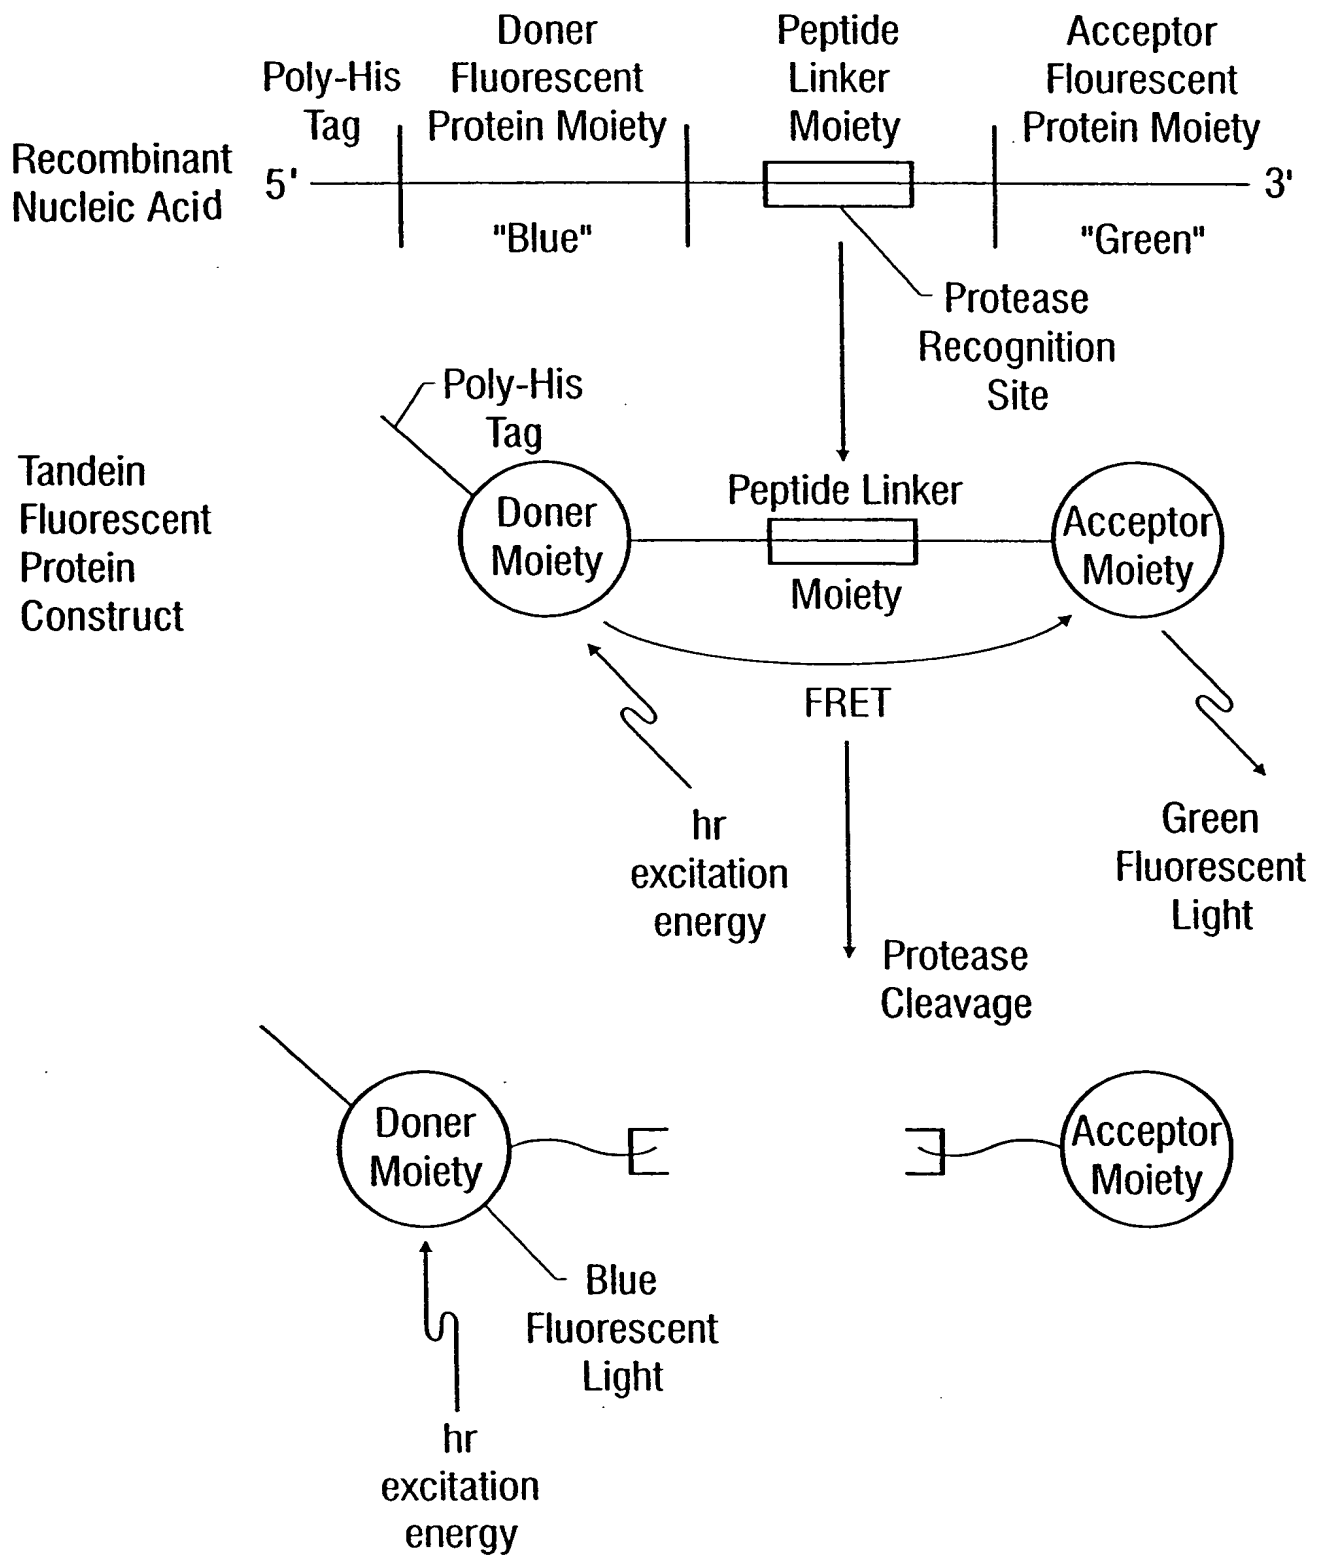 Poly-His
Tag
Doner
Fluorescent
Protein Moiety
Peptide
Linker
Moiety
Acceptor
Flourescent
Protein Moiety
Recombinant
Nucleic Acid
5'
3'
"Blue"
"Green"
Protease
Recognition
Site
Poly-His
Tag
Tandein
Fluorescent
Protein
Construct
Doner
Moiety
Peptide Linker
Moiety
Acceptor
Moiety
FRET
hr
excitation
energy
Green
Fluorescent
Light
Protease
Cleavage
Doner
Moiety
Acceptor
Moiety
Blue
Fluorescent
Light
hr
excitation
energy